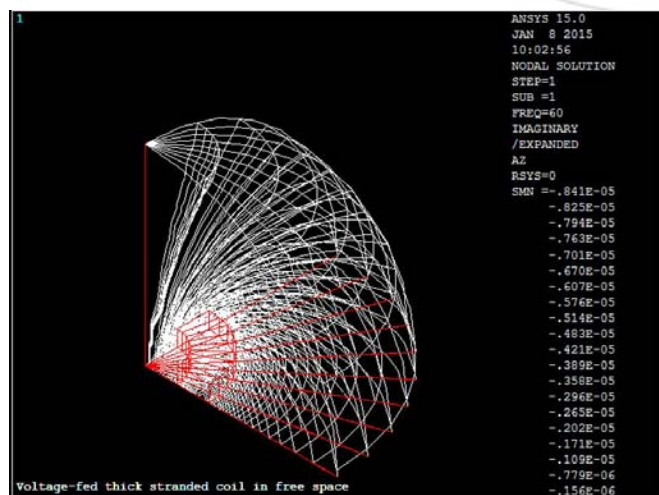 1
ANSYS 15.0
JAN 8 2015
10:02:56
NODAL SOLUTION
STEP=1
SUB =1
FREQ=60
IMAGINARY
/EXPANDED
AZ
RSYS=0
SMN =-.841E-05
-.825E-05
-.794E-05
-.763E-05
-.701E-05
-.670E-05
-.607E-05
-.576E-05
-.514E-05
-.483E-05
-.421E-05
-.389E-05
-.358E-05
-.296E-05
-.265E-05
-.202E-05
-.171E-05
-.109E-05
-.779E-06
-.156E-06
Voltage-fed thick stranded coil in free space